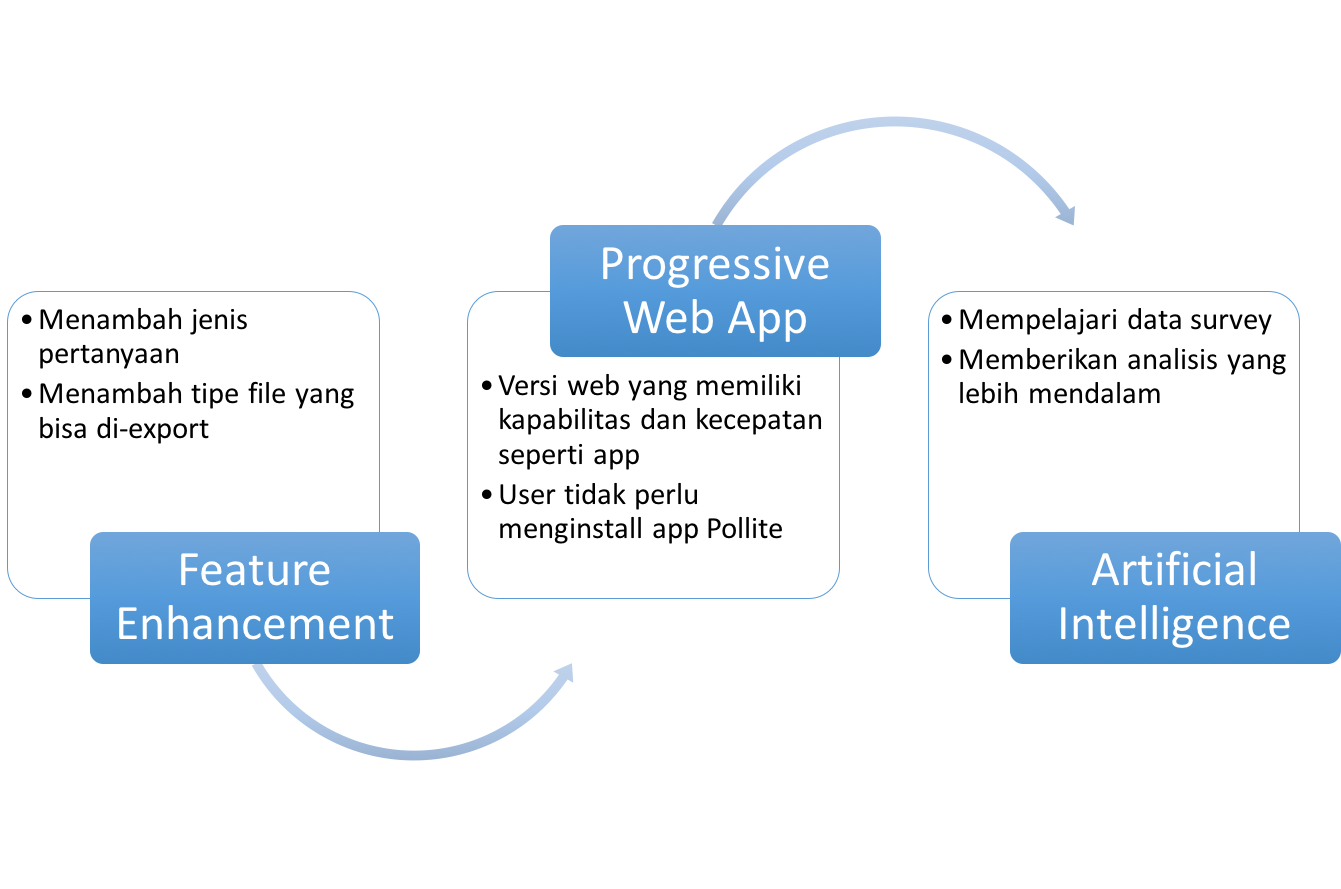 • Menambah jenis
pertanyaan
• Menambah tipe file yang
bisa di-export
Feature
Enhancement
Progressive
Web App
• Versi web yang memiliki
kapabilitas dan kecepatan
seperti app
• User tidak perlu
menginstall app Pollite
• Mempelajari data survey
• Memberikan analisis yang
lebih mendalam
Artificial
Intelligence